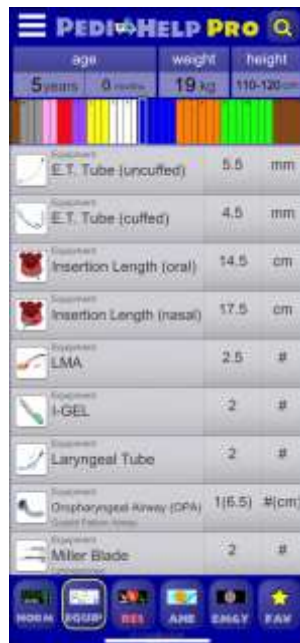 PEDI HELP PRO
age weight height
5 years 0 months 19 kg 110-120 cm
Equipment
E.T. Tube (uncuffed) 5.5 mm
Equipment
E.T. Tube (cuffed) 4.5 mm
Equipment
Insertion Length (oral) 14.5 cm
Equipment
Insertion Length (nasal) 17.5 cm
Equipment
LMA 2.5 #
Equipment
I-GEL 2 #
Equipment
Laryngeal Tube 2 #
Equipment
Oropharyngeal Airway (OPA) 1(6.5) #(cm)
Equipment
Miller Blade 2 #
NORM EQUIP RES ANE EMGY FAV